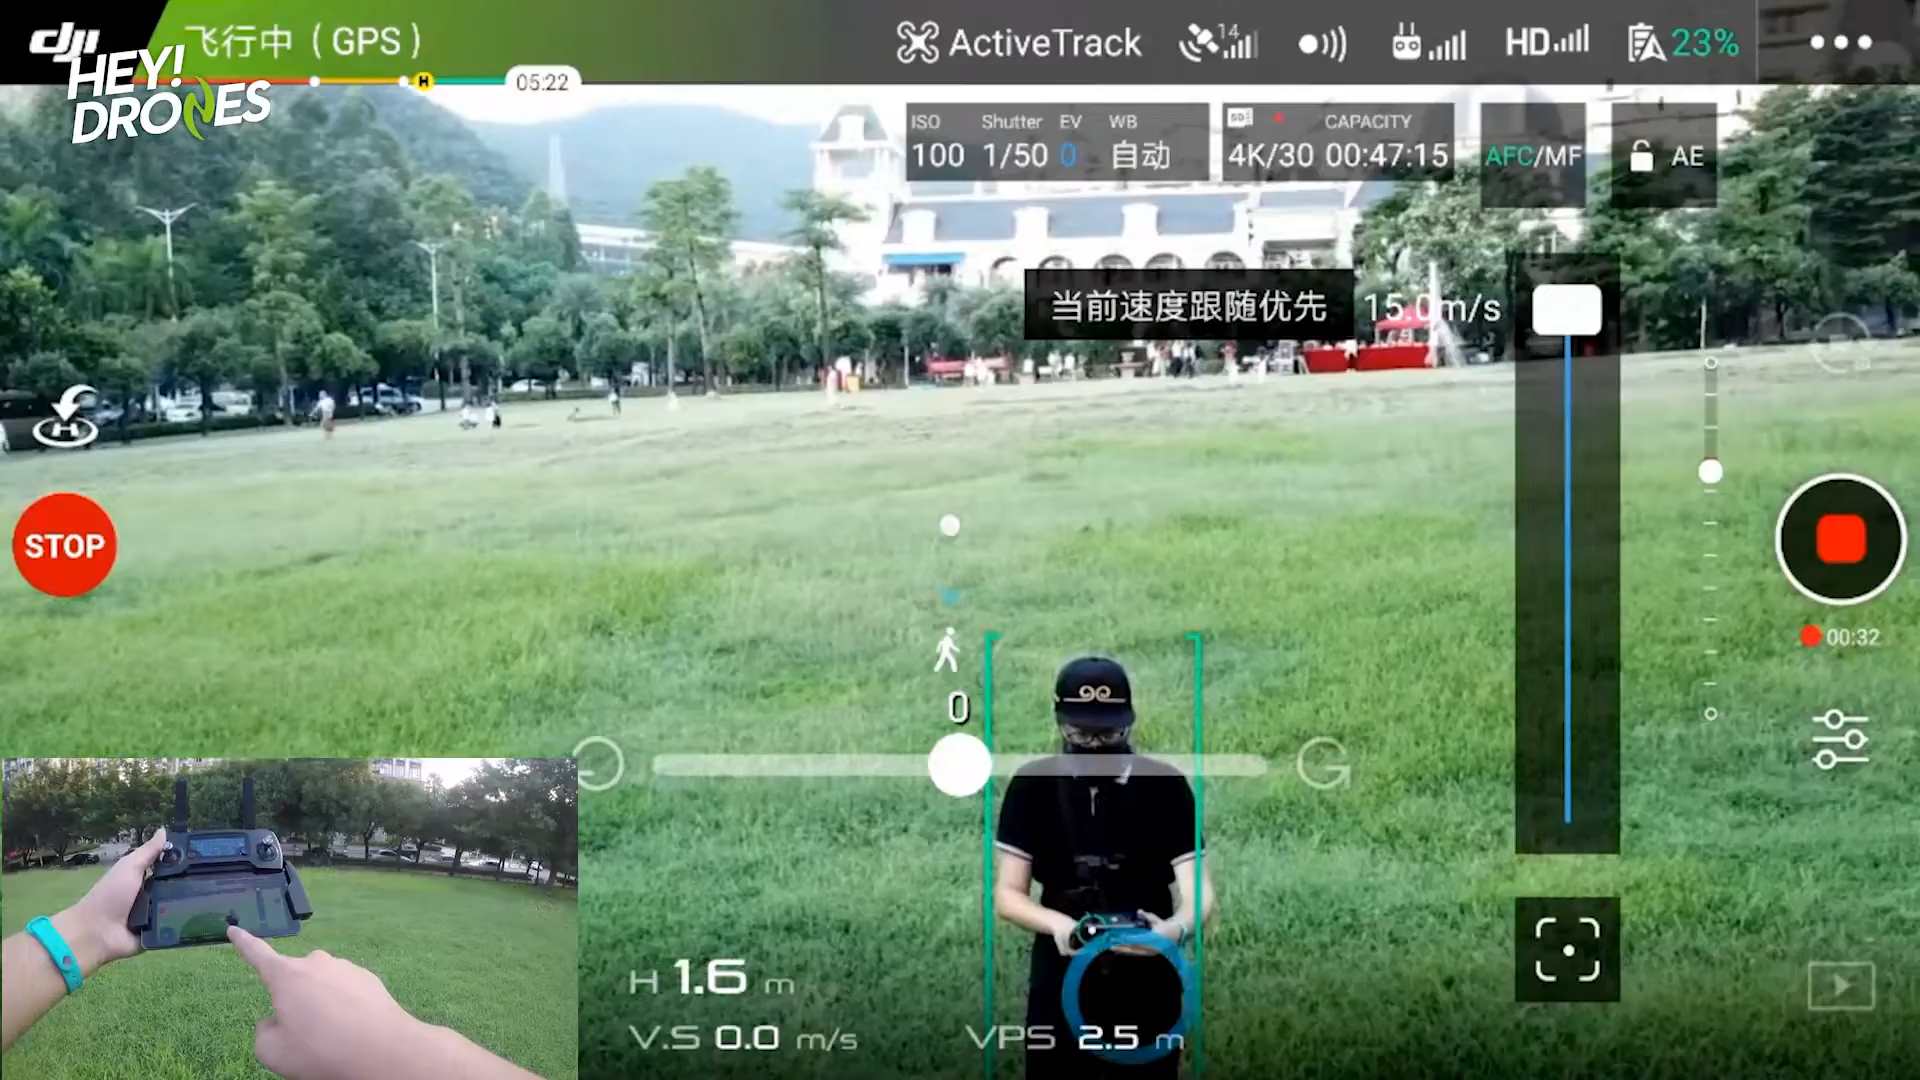 dji
飞行中（GPS）
ActiveTrack
14
HD
23%
HEY!
DRONES
H
05:22
ISO Shutter EV WB
100 1/50 0 自动
SD CAPACITY
4K/30 00:47:15
AFC/MF
AE
当前速度跟随优先 15.0m/s
H
STOP
00:32
0
H 1.6 m
V.S 0.0 m/s VPS 2.5 m